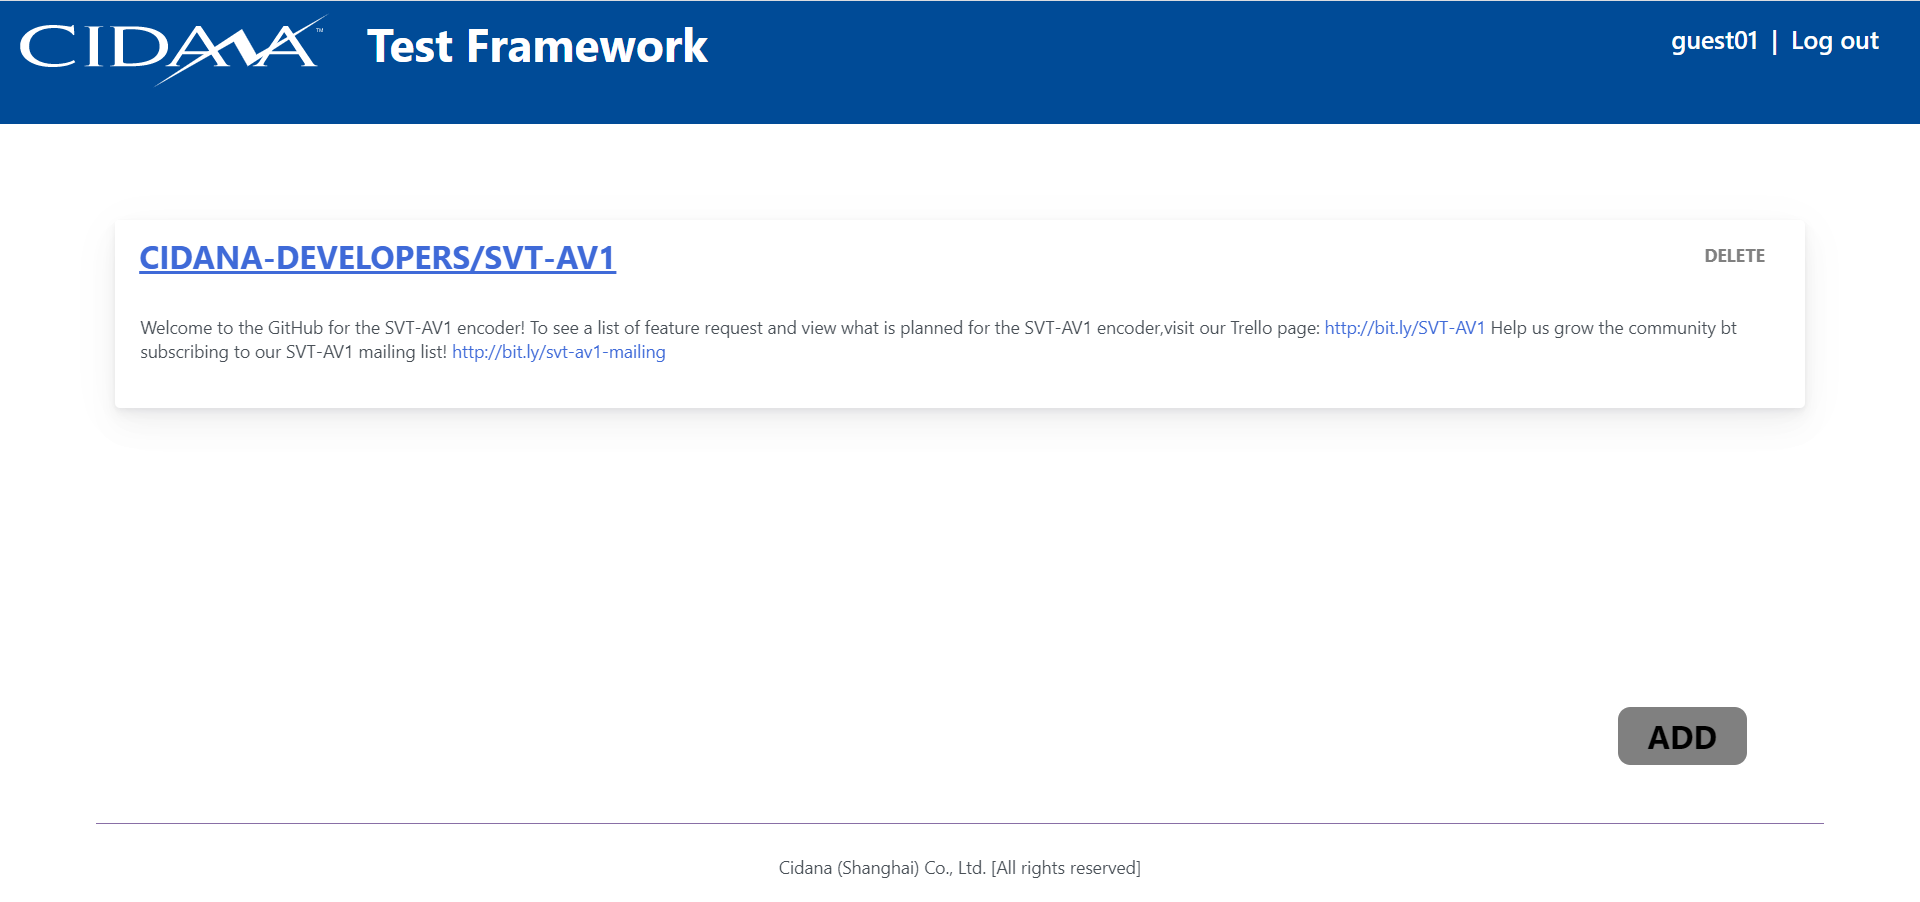 CIDANA™ Test Framework guest01 | Log out
CIDANA-DEVELOPERS/SVT-AV1 DELETE
Welcome to the GitHub for the SVT-AV1 encoder! To see a list of feature request and view what is planned for the SVT-AV1 encoder,visit our Trello page: http://bit.ly/SVT-AV1 Help us grow the community bt
subscribing to our SVT-AV1 mailing list! http://bit.ly/svt-av1-mailing
ADD
Cidana (Shanghai) Co., Ltd. [All rights reserved]